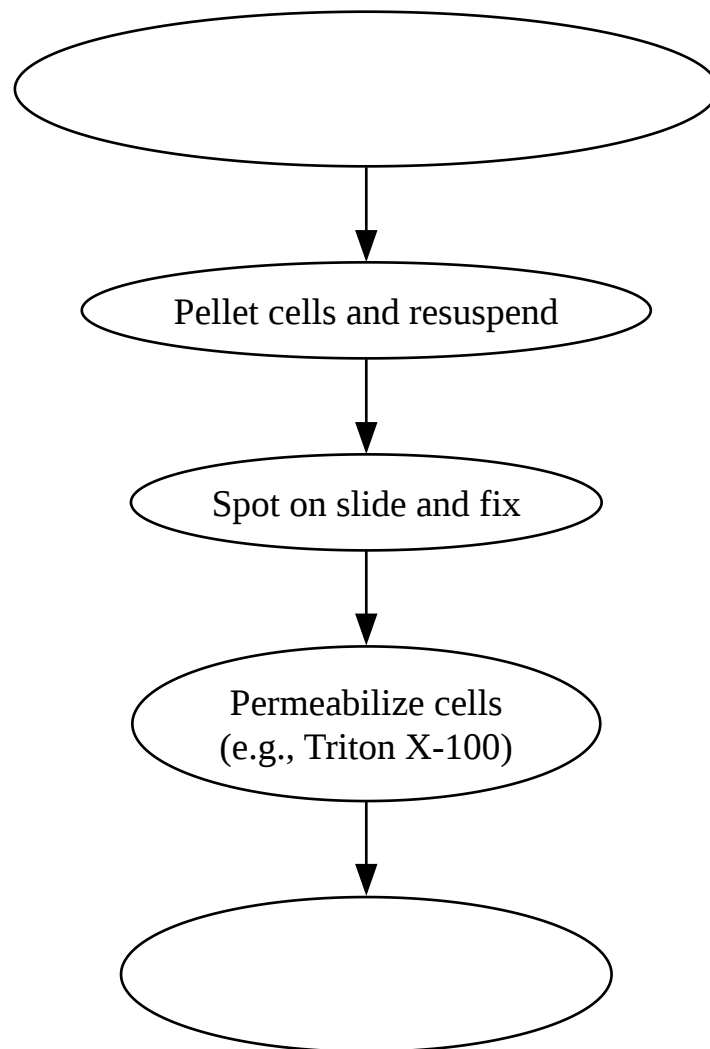 Pellet cells and resuspend
Spot on slide and fix
Permeabilize cells
(e.g., Triton X-100)